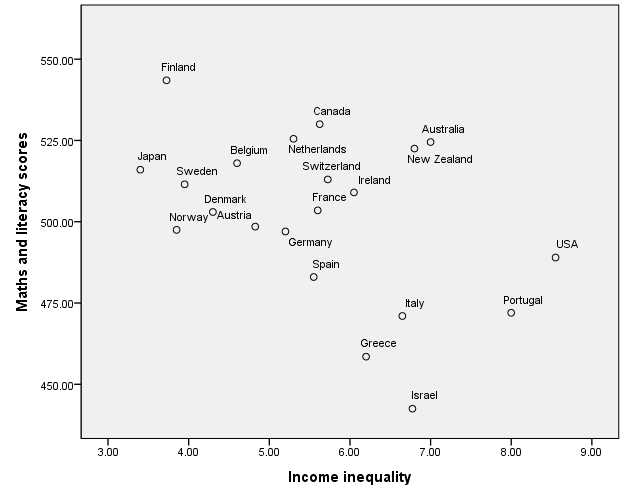 550.00
525.00
500.00
475.00
450.00
Maths and literacy scores
Finland
Canada
Australia
Netherlands
New Zealand
Japan
Belgium
Switzerland
Sweden
Ireland
Denmark
France
Norway
Austria
Germany
USA
Spain
Italy
Portugal
Greece
Israel
3.00 4.00 5.00 6.00 7.00 8.00 9.00
Income inequality